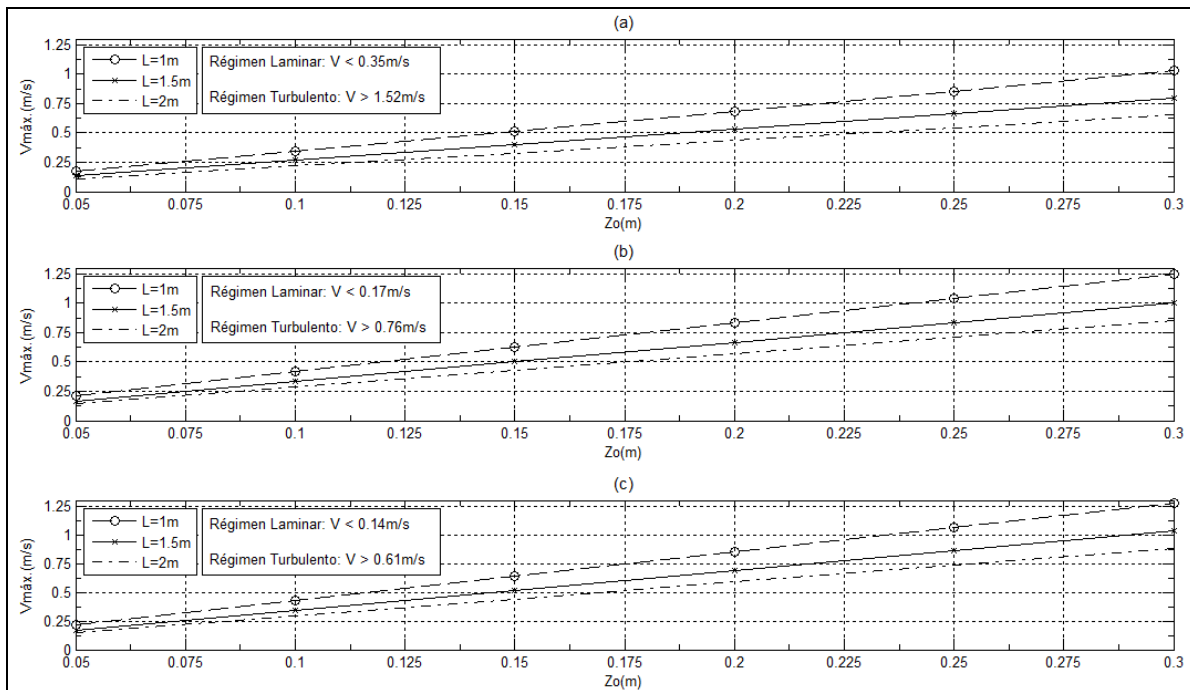 (a)
1.25
1
0.75
0.5
0.25
0
Vmáx.(m/s)
L=1m
L=1.5m
L=2m
Régimen Laminar: V < 0.35m/s
Régimen Turbulento: V > 1.52m/s
0.05 0.075 0.1 0.125 0.15 0.175 0.2 0.225 0.25 0.275 0.3
Zo(m)
(b)
1.25
1
0.75
0.5
0.25
0
Vmáx.(m/s)
L=1m
L=1.5m
L=2m
Régimen Laminar: V < 0.17m/s
Régimen Turbulento: V > 0.76m/s
0.05 0.075 0.1 0.125 0.15 0.175 0.2 0.225 0.25 0.275 0.3
Zo(m)
(c)
1.25
1
0.75
0.5
0.25
0
Vmáx.(m/s)
L=1m
L=1.5m
L=2m
Régimen Laminar: V < 0.14m/s
Régimen Turbulento: V > 0.61m/s
0.05 0.075 0.1 0.125 0.15 0.175 0.2 0.225 0.25 0.275 0.3
Zo(m)